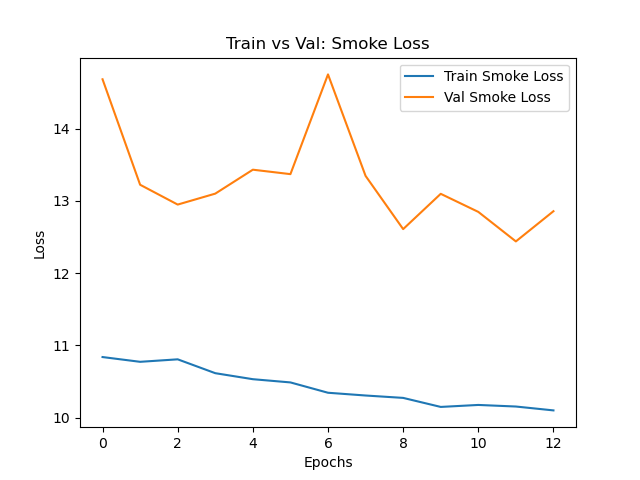 Train vs Val: Smoke Loss
Train Smoke Loss
Val Smoke Loss
Loss
14
13
12
11
10
0 2 4 6 8 10 12
Epochs